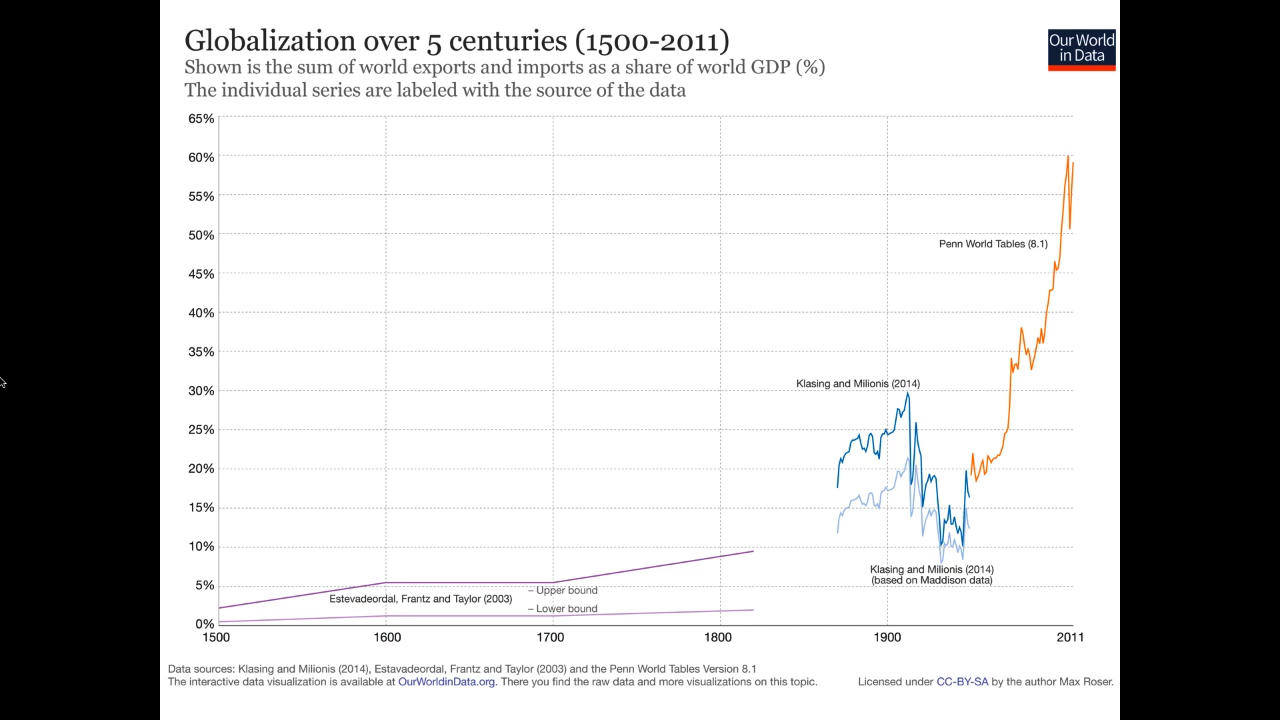 Globalization over 5 centuries (1500-2011)
Our World
in Data
Shown is the sum of world exports and imports as a share of world GDP (%)
The individual series are labeled with the source of the data
65%
60%
55%
50%
Penn World Tables (8.1)
45%
40%
35%
30%
Klasing and Milionis (2014)
25%
20%
15%
10%
Klasing and Milionis (2014)
(based on Maddison data)
5%
– Upper bound
Estevadeordal, Frantz and Taylor (2003)
– Lower bound
0%
1500 1600 1700 1800 1900 2011
Data sources: Klasing and Milionis (2014), Estavadeordal, Frantz and Taylor (2003) and the Penn World Tables Version 8.1
The interactive data visualization is available at OurWorldinData.org. There you find the raw data and more visualizations on this topic.
Licensed under CC-BY-SA by the author Max Roser.